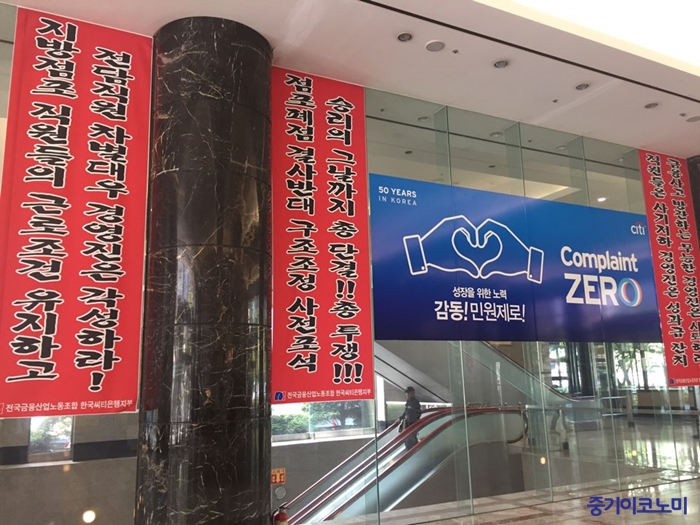 지방점포 직원들의 근로조건 유지하고
전담직원 차별대우 경영진은 각성하라!
전국금융산업노동조합 한국씨티은행지부
점포폐점 결사반대 구조조정 사전포석
승리의 그날까지 총 단결!! 총 투쟁!!!
전국금융산업노동조합 한국씨티은행지부
50 YEARS
IN KOREA
citi
성장을 위한 노력
감동! 민원제로!
Complaint
ZERO
직원들은 사기저하 경영진은 성과급 잔치
금융사고
중기이코노미